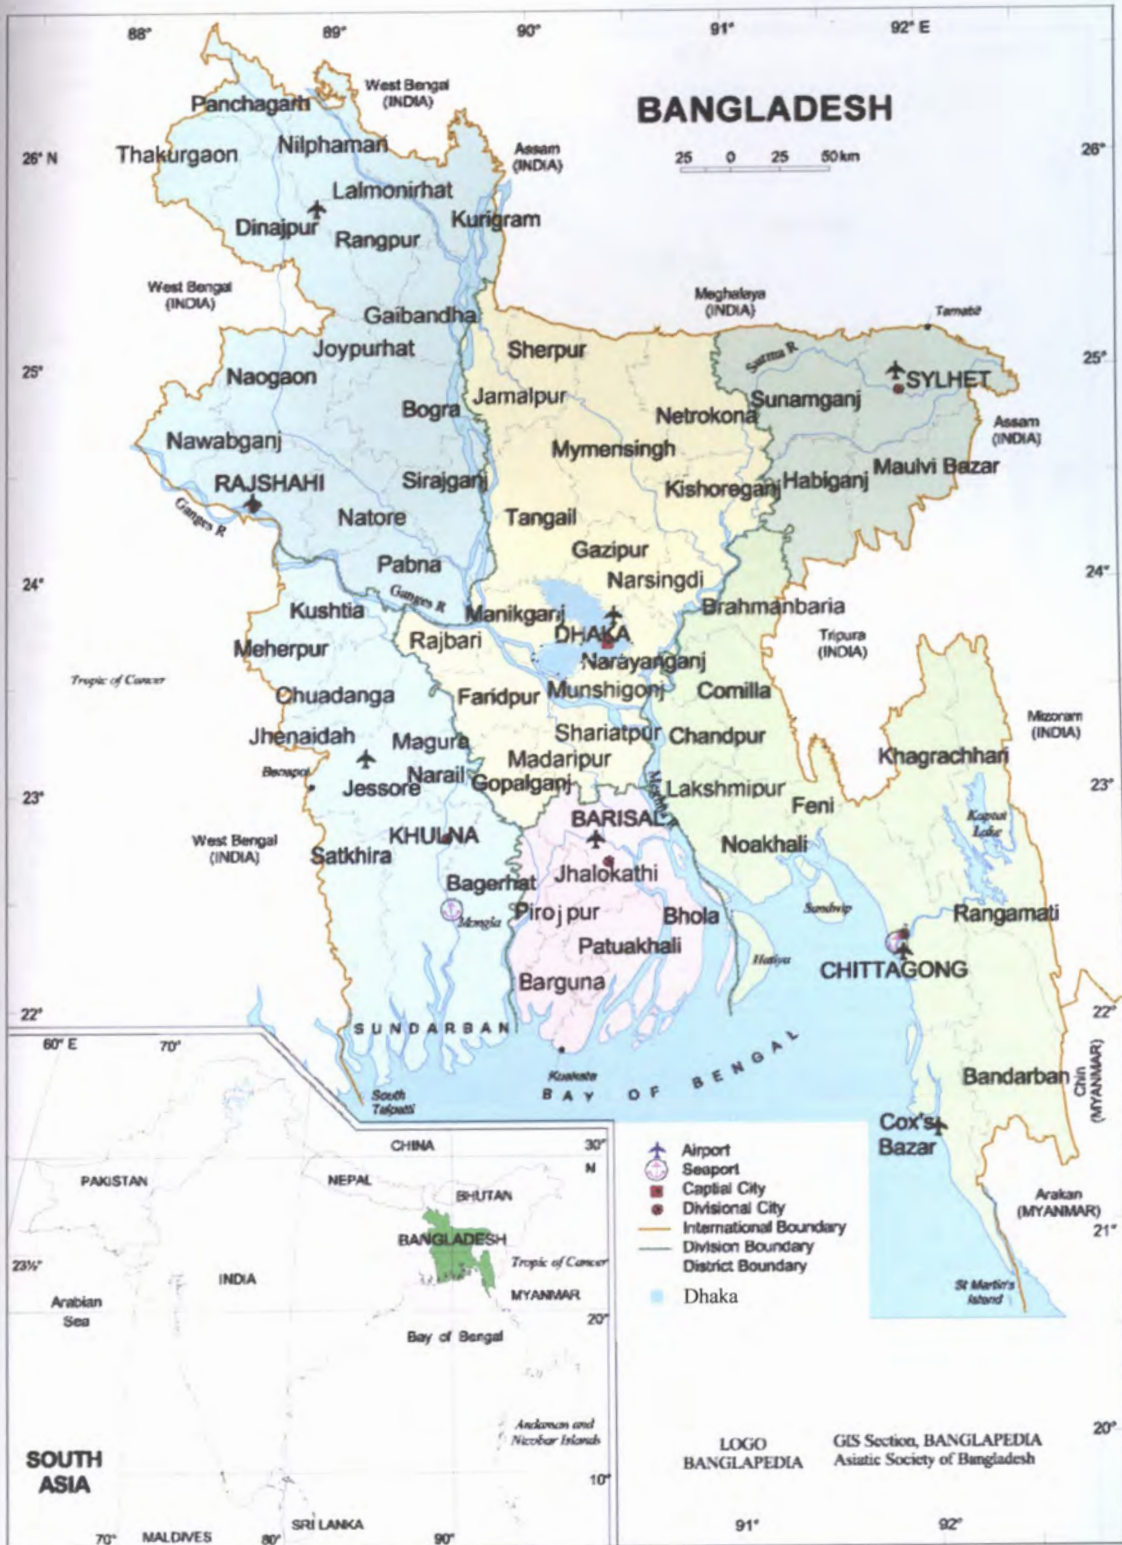 88°
89°
90°
91°
92° E
BANGLADESH
25 0 25 50 km
West Bengal
(INDIA)
Panchagarh
Nilphamari
Thakurgaon
26° N
Assam
(INDIA)
26°
Lalmonirhat
Kurigram
Dinajpur
Rangpur
West Bengal
(INDIA)
Meghalaya
(INDIA)
Tamabil
Gaibandha
Joypurhat
Sherpur
Surma R
25°
25°
Naogaon
SYLHET
Jamalpur
Sunamganj
Bogra
Netrokona
Assam
(INDIA)
Nawabganj
Mymensingh
Maulvi Bazar
RAJSHAHI
Sirajganj
Kishoreganj
Habiganj
Ganges R
Natore
Tangail
Gazipur
Pabna
24°
24°
Narsingdi
Ganges R
Kushtia
Manikganj
Brahmanbaria
DHAKA
Rajbari
Meherpur
Tripura
(INDIA)
Narayanganj
Tropic of Cancer
Chuadanga
Faridpur
Munshigonj
Comilla
Mizoram
(INDIA)
Jhenaidah
Magura
Shariatpur
Chandpur
Khagrachhari
Madaripur
Benapol
Narail
Gopalganj
Jessore
Lakshmipur
23°
23°
Feni
Meghna
Kaptai
Lake
West Bengal
(INDIA)
KHULNA
BARISAL
Noakhali
Satkhira
Bagerhat
Jhalokathi
Mongla
Pirojpur
Bhola
Sandwip
Rangamati
Patuakhali
Hatiya
CHITTAGONG
Barguna
22°
22°
SUNDARBAN
Kuakata
BAY OF BENGAL
Bandarban
Chin
(MYANMAR)
South
Talpatti
Cox's
Bazar
Arakan
(MYANMAR)
21°
St Martin's
Island
Airport
Seaport
Captial City
Divisional City
International Boundary
Division Boundary
District Boundary
Dhaka
60° E
70°
CHINA
30°
N
PAKISTAN
NEPAL
BHUTAN
BANGLADESH
23½°
Tropic of Cancer
INDIA
MYANMAR
Arabian
Sea
20°
Bay of Bengal
Andaman and
Nicobar Islands
SOUTH
ASIA
10°
70°
MALDIVES
80°
SRI LANKA
90°
20°
LOGO
BANGLAPEDIA
GIS Section, BANGLAPEDIA
Asiatic Society of Bangladesh
91°
92°